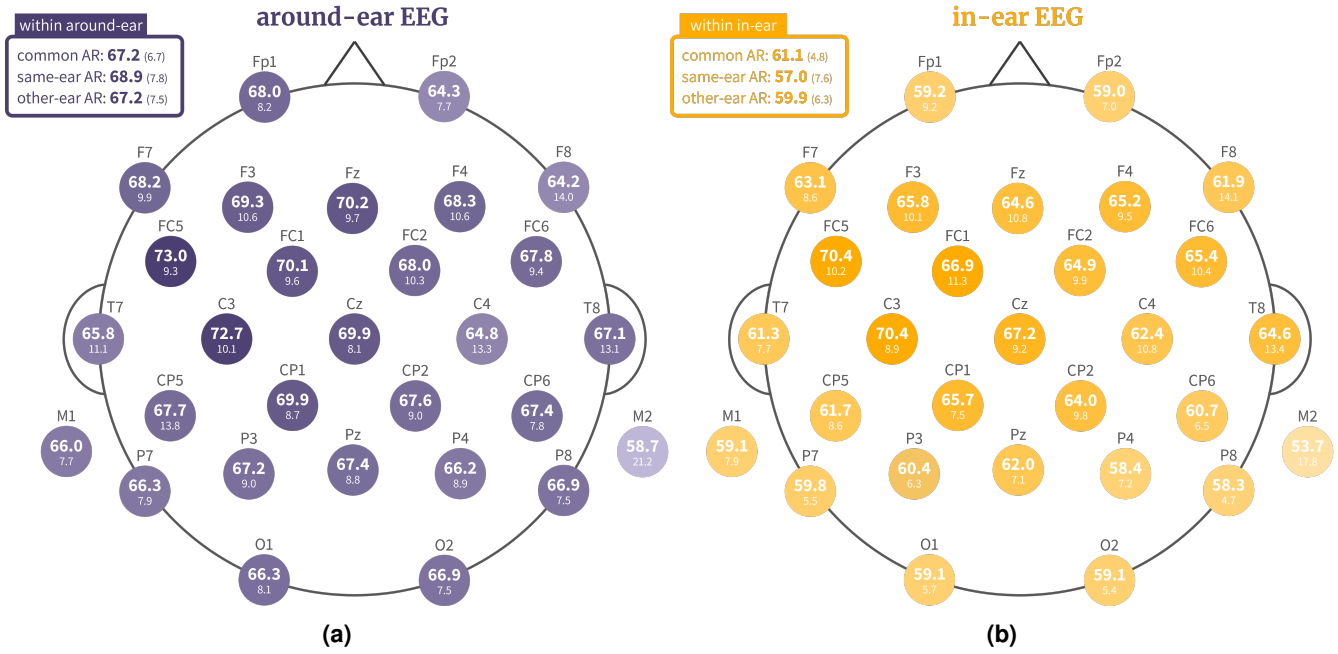 around-ear EEG
within around-ear
common AR: 67.2 (6.7)
same-ear AR: 68.9 (7.8)
other-ear AR: 67.2 (7.5)
Fp1
68.0
8.2
Fp2
64.3
7.7
F7
68.2
9.9
F3
69.3
10.6
Fz
70.2
9.7
F4
68.3
10.6
F8
64.2
14.0
FC5
73.0
9.3
FC1
70.1
9.6
FC2
68.0
10.3
FC6
67.8
9.4
T7
65.8
11.1
C3
72.7
10.1
Cz
69.9
8.1
C4
64.8
13.3
T8
67.1
13.1
CP5
67.7
13.8
CP1
69.9
8.7
CP2
67.6
9.0
CP6
67.4
7.8
M1
66.0
7.7
M2
58.7
21.2
P7
66.3
7.9
P3
67.2
9.0
Pz
67.4
8.8
P4
66.2
8.9
P8
66.9
7.5
O1
66.3
8.1
O2
66.9
7.5
(a)
in-ear EEG
within in-ear
common AR: 61.1 (4.8)
same-ear AR: 57.0 (7.6)
other-ear AR: 59.9 (6.3)
Fp1
59.2
9.2
Fp2
59.0
7.0
F7
63.1
8.6
F3
65.8
10.1
Fz
64.6
10.8
F4
65.2
9.5
F8
61.9
14.1
FC5
70.4
10.2
FC1
66.9
11.3
FC2
64.9
9.9
FC6
65.4
10.4
T7
61.3
7.7
C3
70.4
8.9
Cz
67.2
9.2
C4
62.4
10.8
T8
64.6
13.4
CP5
61.7
8.6
CP1
65.7
7.5
CP2
64.0
9.8
CP6
60.7
6.5
M1
59.1
7.9
M2
53.7
17.8
P7
59.8
5.5
P3
60.4
6.3
Pz
62.0
7.1
P4
58.4
7.2
P8
58.3
4.7
O1
59.1
5.7
O2
59.1
5.4
(b)